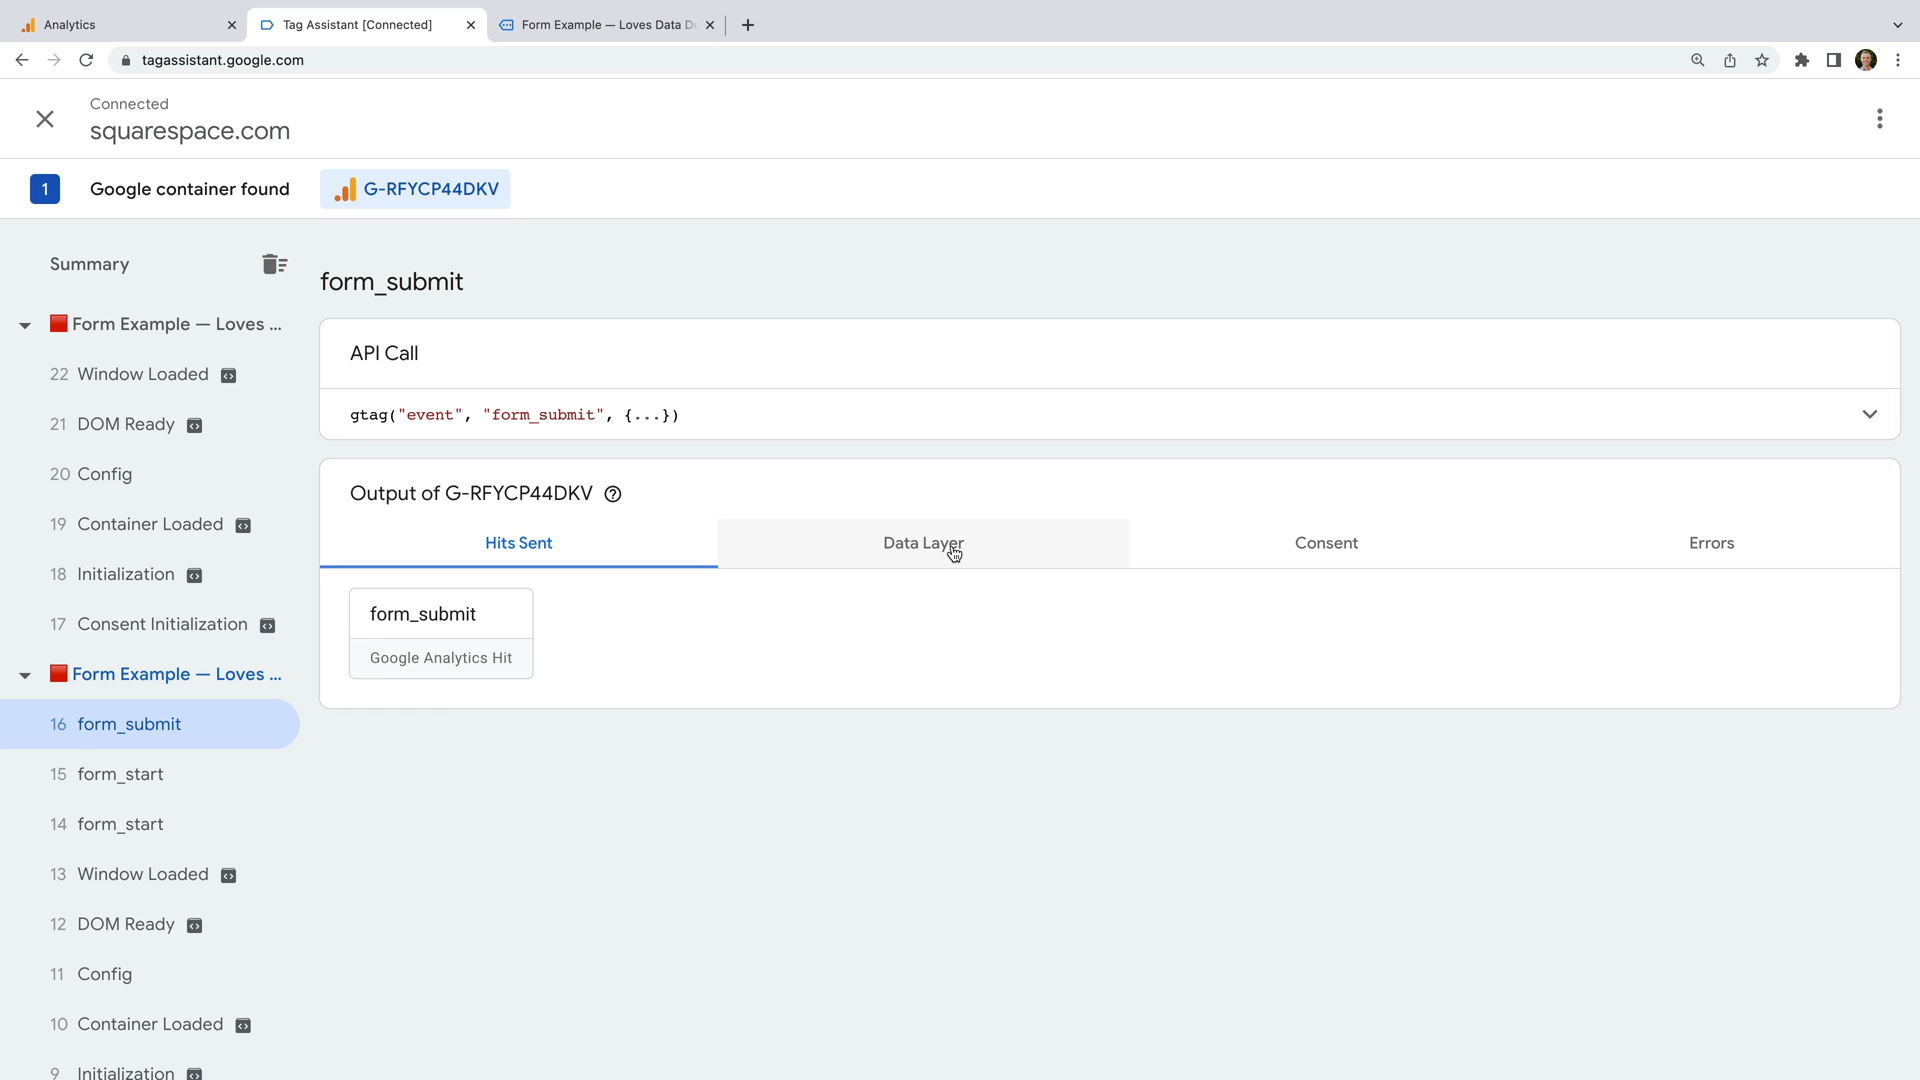 Analytics
Tag Assistant [Connected]
Form Example — Loves Data De
tagassistant.google.com
Connected
squarespace.com
1 Google container found G-RFYCP44DKV
Summary
Form Example — Loves ...
22 Window Loaded
21 DOM Ready
20 Config
19 Container Loaded
18 Initialization
17 Consent Initialization
Form Example — Loves ...
16 form_submit
15 form_start
14 form_start
13 Window Loaded
12 DOM Ready
11 Config
10 Container Loaded
9 Initialization
form_submit
API Call
gtag("event", "form_submit", {...})
Output of G-RFYCP44DKV
Hits Sent Data Layer Consent Errors
form_submit
Google Analytics Hit